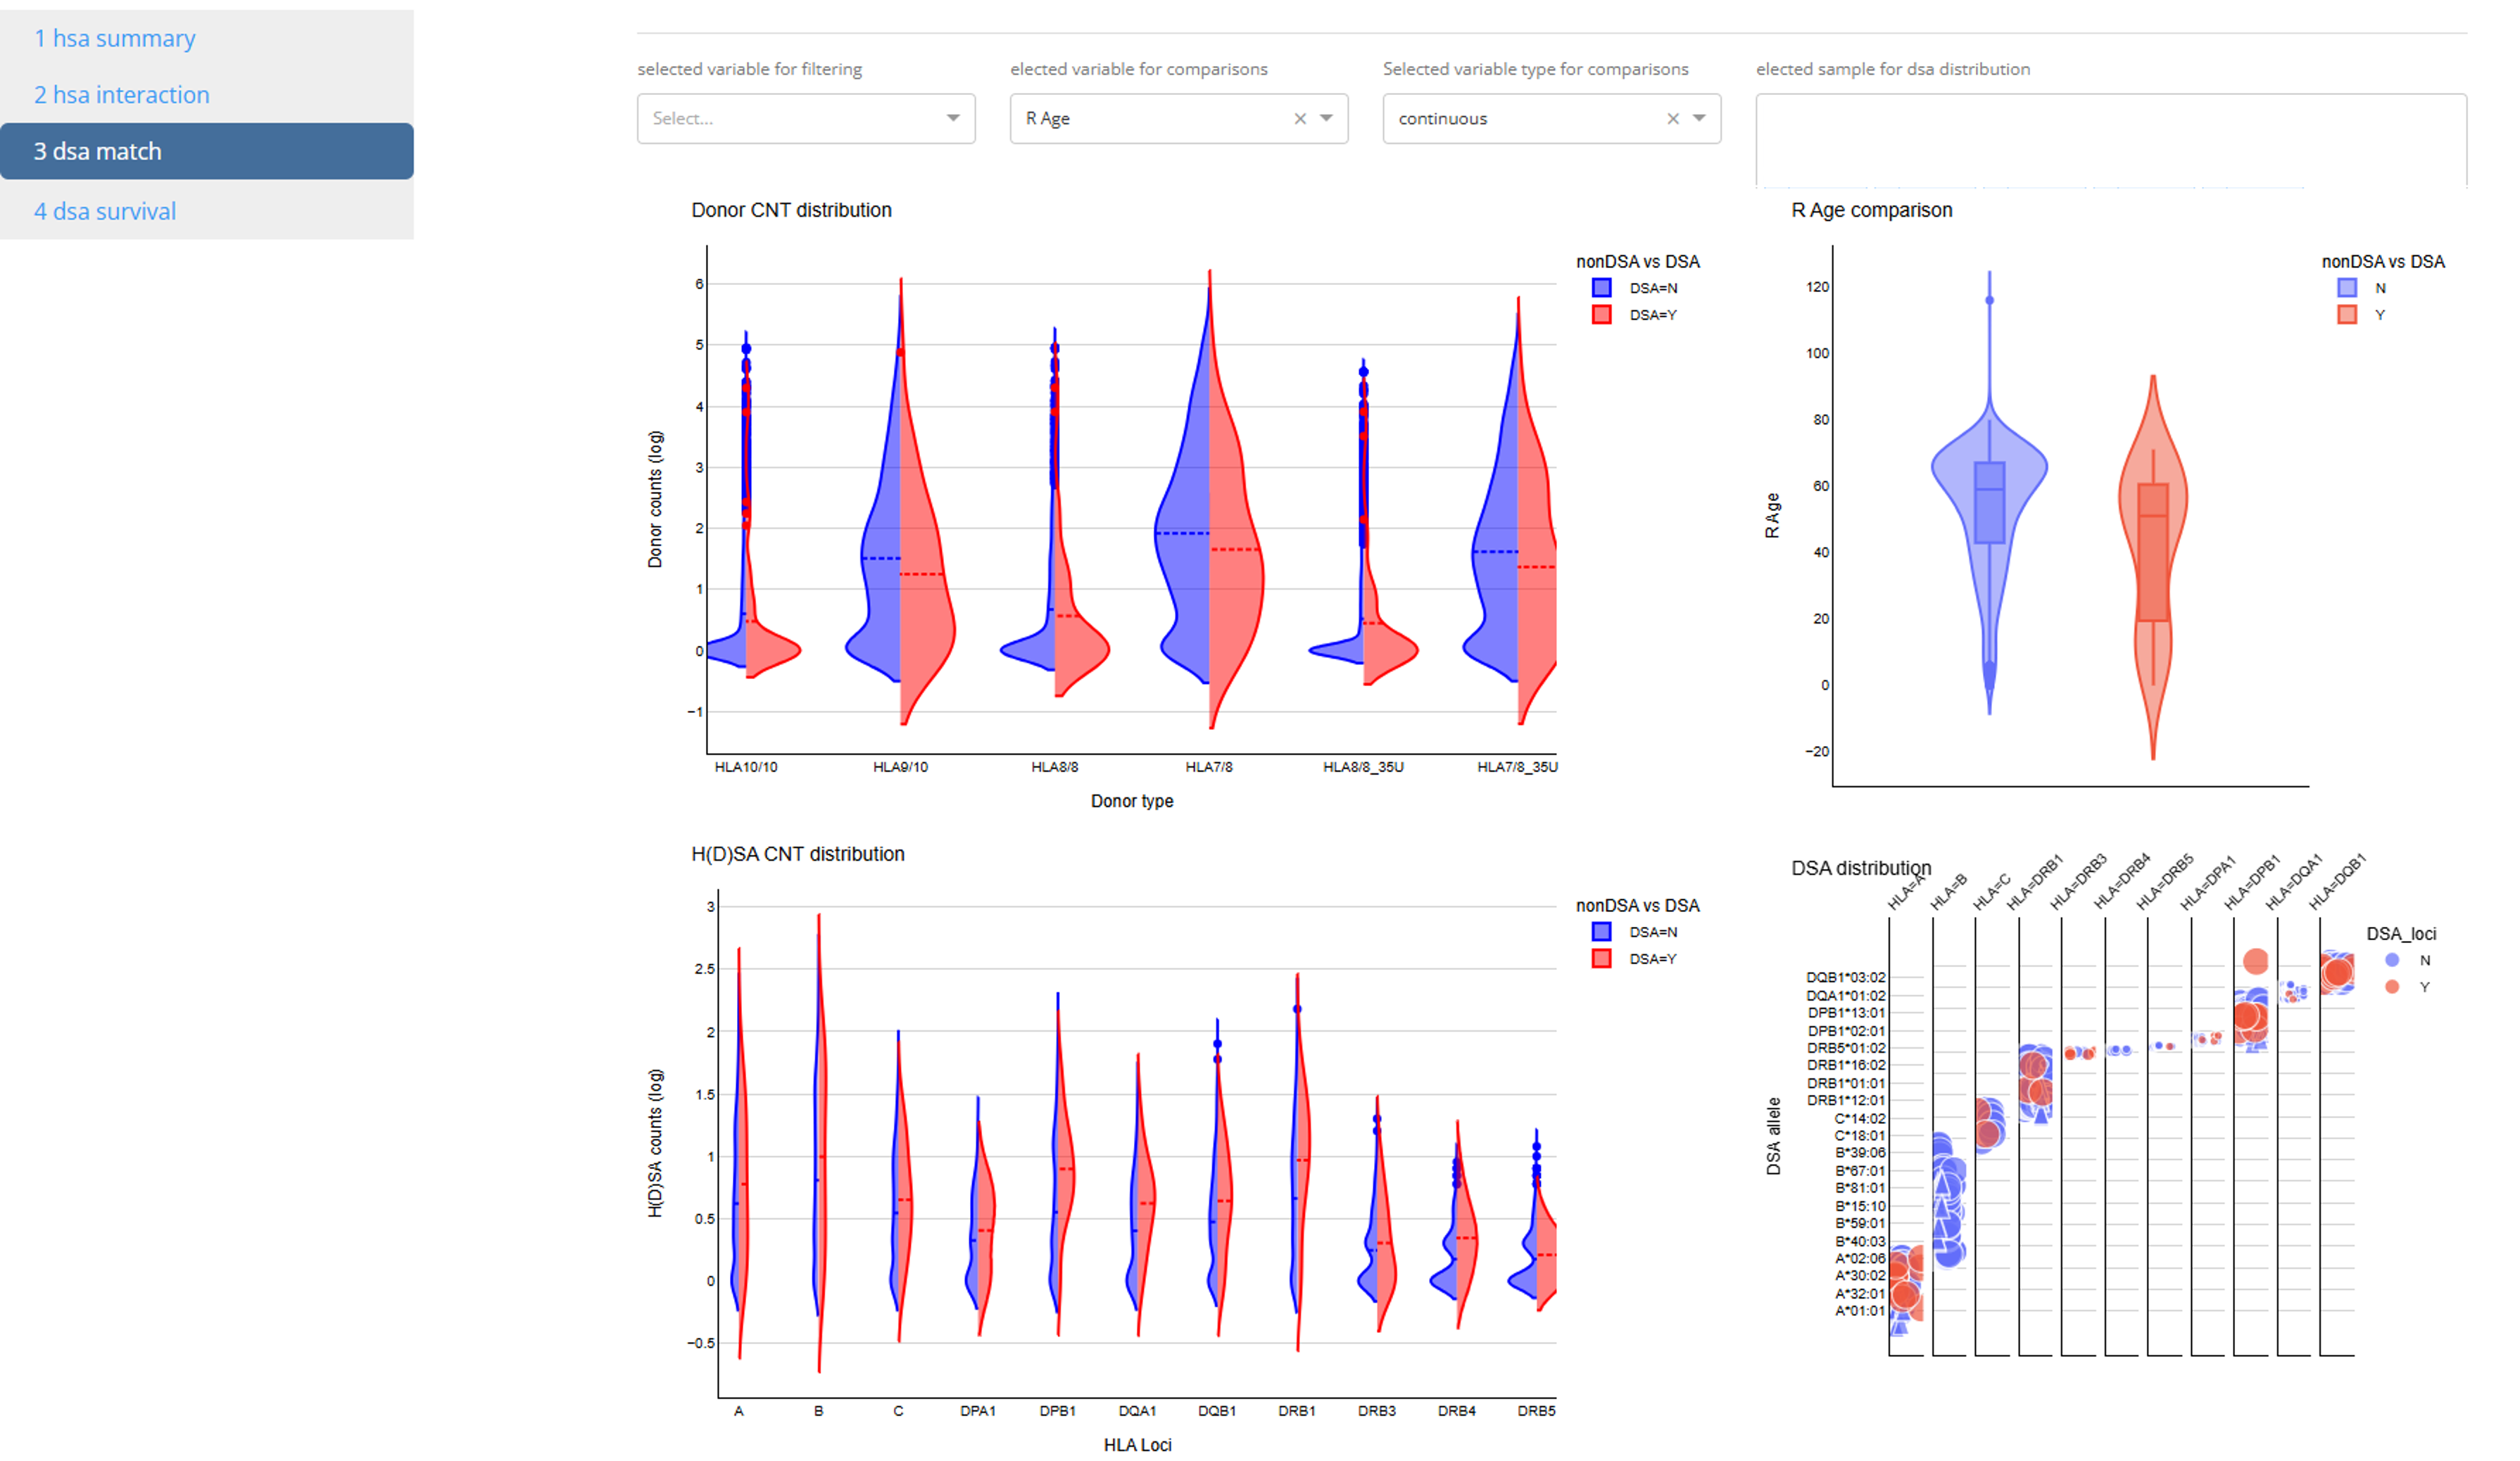 1 hsa summary
2 hsa interaction
3 dsa match
4 dsa survival
selected variable for filtering
elected variable for comparisons
Selected variable type for comparisons
elected sample for dsa distribution
Select...
R Age
continuous
Donor CNT distribution
nonDSA vs DSA
DSA=N
DSA=Y
6
5
4
3
2
1
0
−1
Donor counts (log)
HLA10/10
HLA9/10
HLA8/8
HLA7/8
HLA8/8_35U
HLA7/8_35U
Donor type
R Age comparison
nonDSA vs DSA
N
Y
120
100
80
60
40
20
0
−20
R Age
H(D)SA CNT distribution
nonDSA vs DSA
DSA=N
DSA=Y
3
2.5
2
1.5
1
0.5
0
−0.5
H(D)SA counts (log)
A
B
C
DPA1
DPB1
DQA1
DQB1
DRB1
DRB3
DRB4
DRB5
HLA Loci
DSA distribution
HLA=A
HLA=B
HLA=C
HLA=DRB1
HLA=DRB3
HLA=DRB4
HLA=DRB5
HLA=DPA1
HLA=DPB1
HLA=DQA1
HLA=DQB1
DSA_loci
N
Y
DQB1*03:02
DQA1*01:02
DPB1*13:01
DPB1*02:01
DRB5*01:02
DRB1*16:02
DRB1*01:01
DRB1*12:01
C*14:02
C*18:01
B*39:06
B*67:01
B*81:01
B*15:10
B*59:01
B*40:03
A*02:06
A*30:02
A*32:01
A*01:01
DSA allele